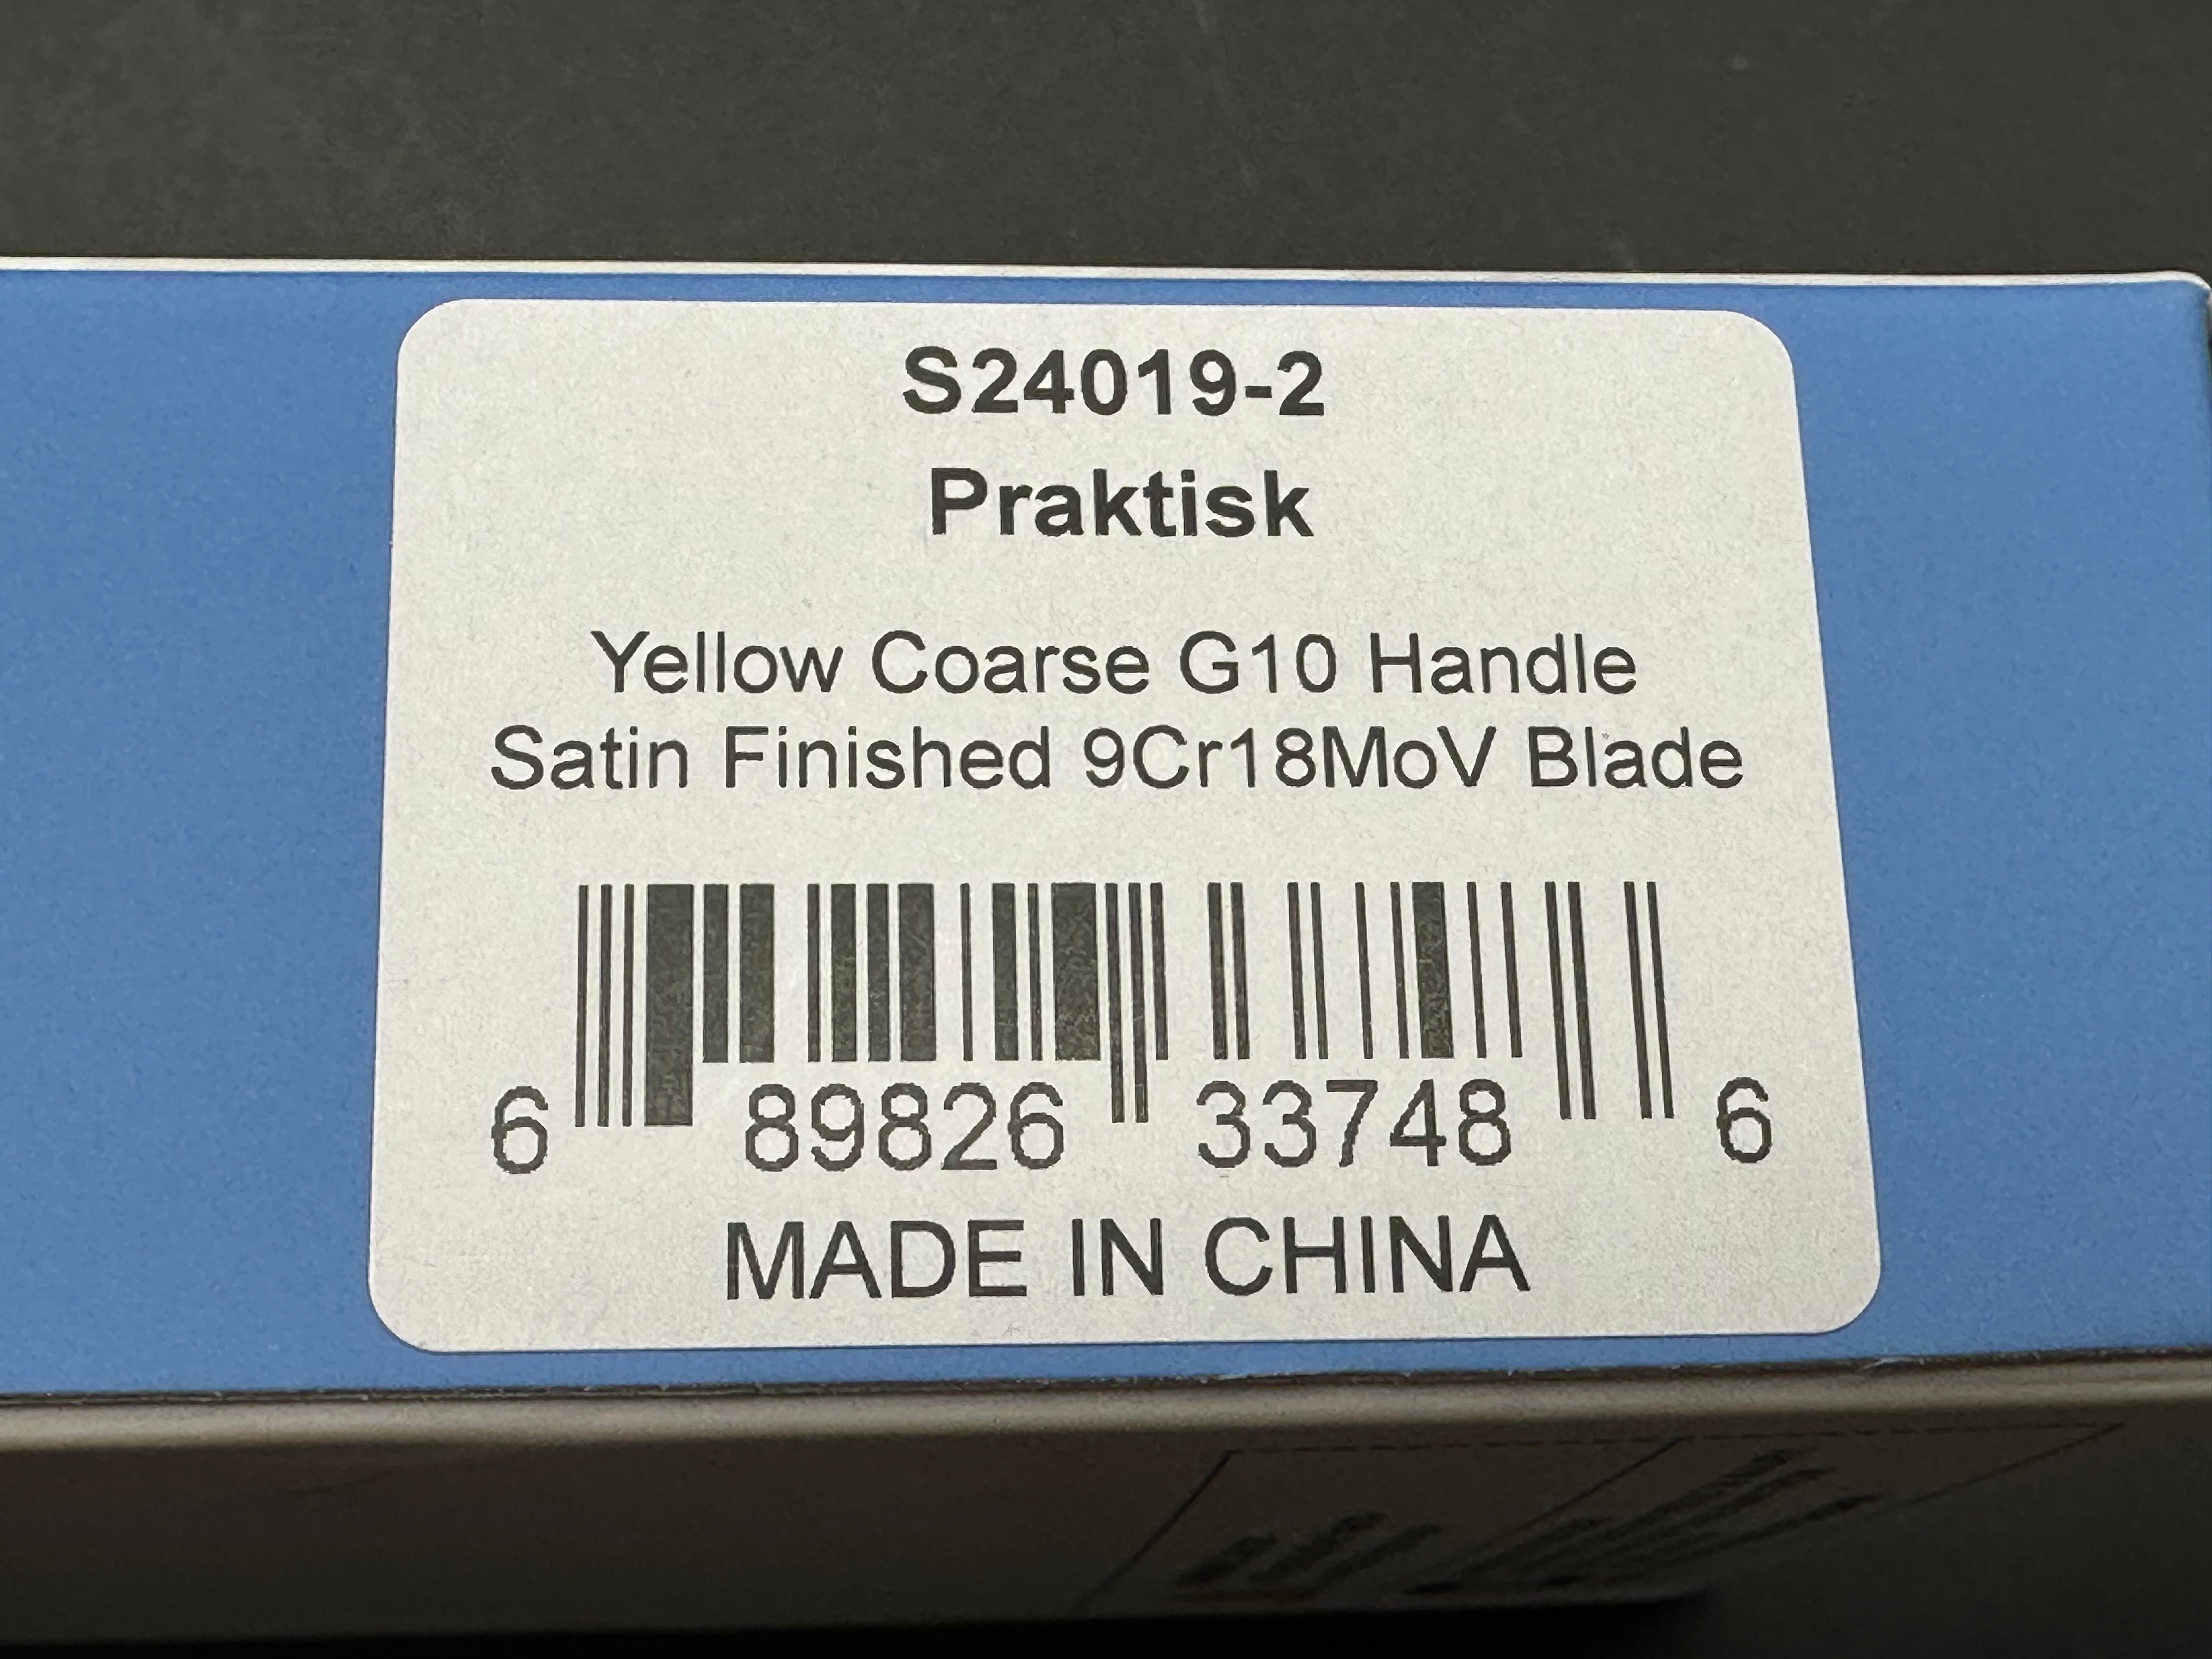 S24019-2
Praktisk
Yellow Coarse G10 Handle
Satin Finished 9Cr18MoV Blade
6 89826 33748 6
MADE IN CHINA